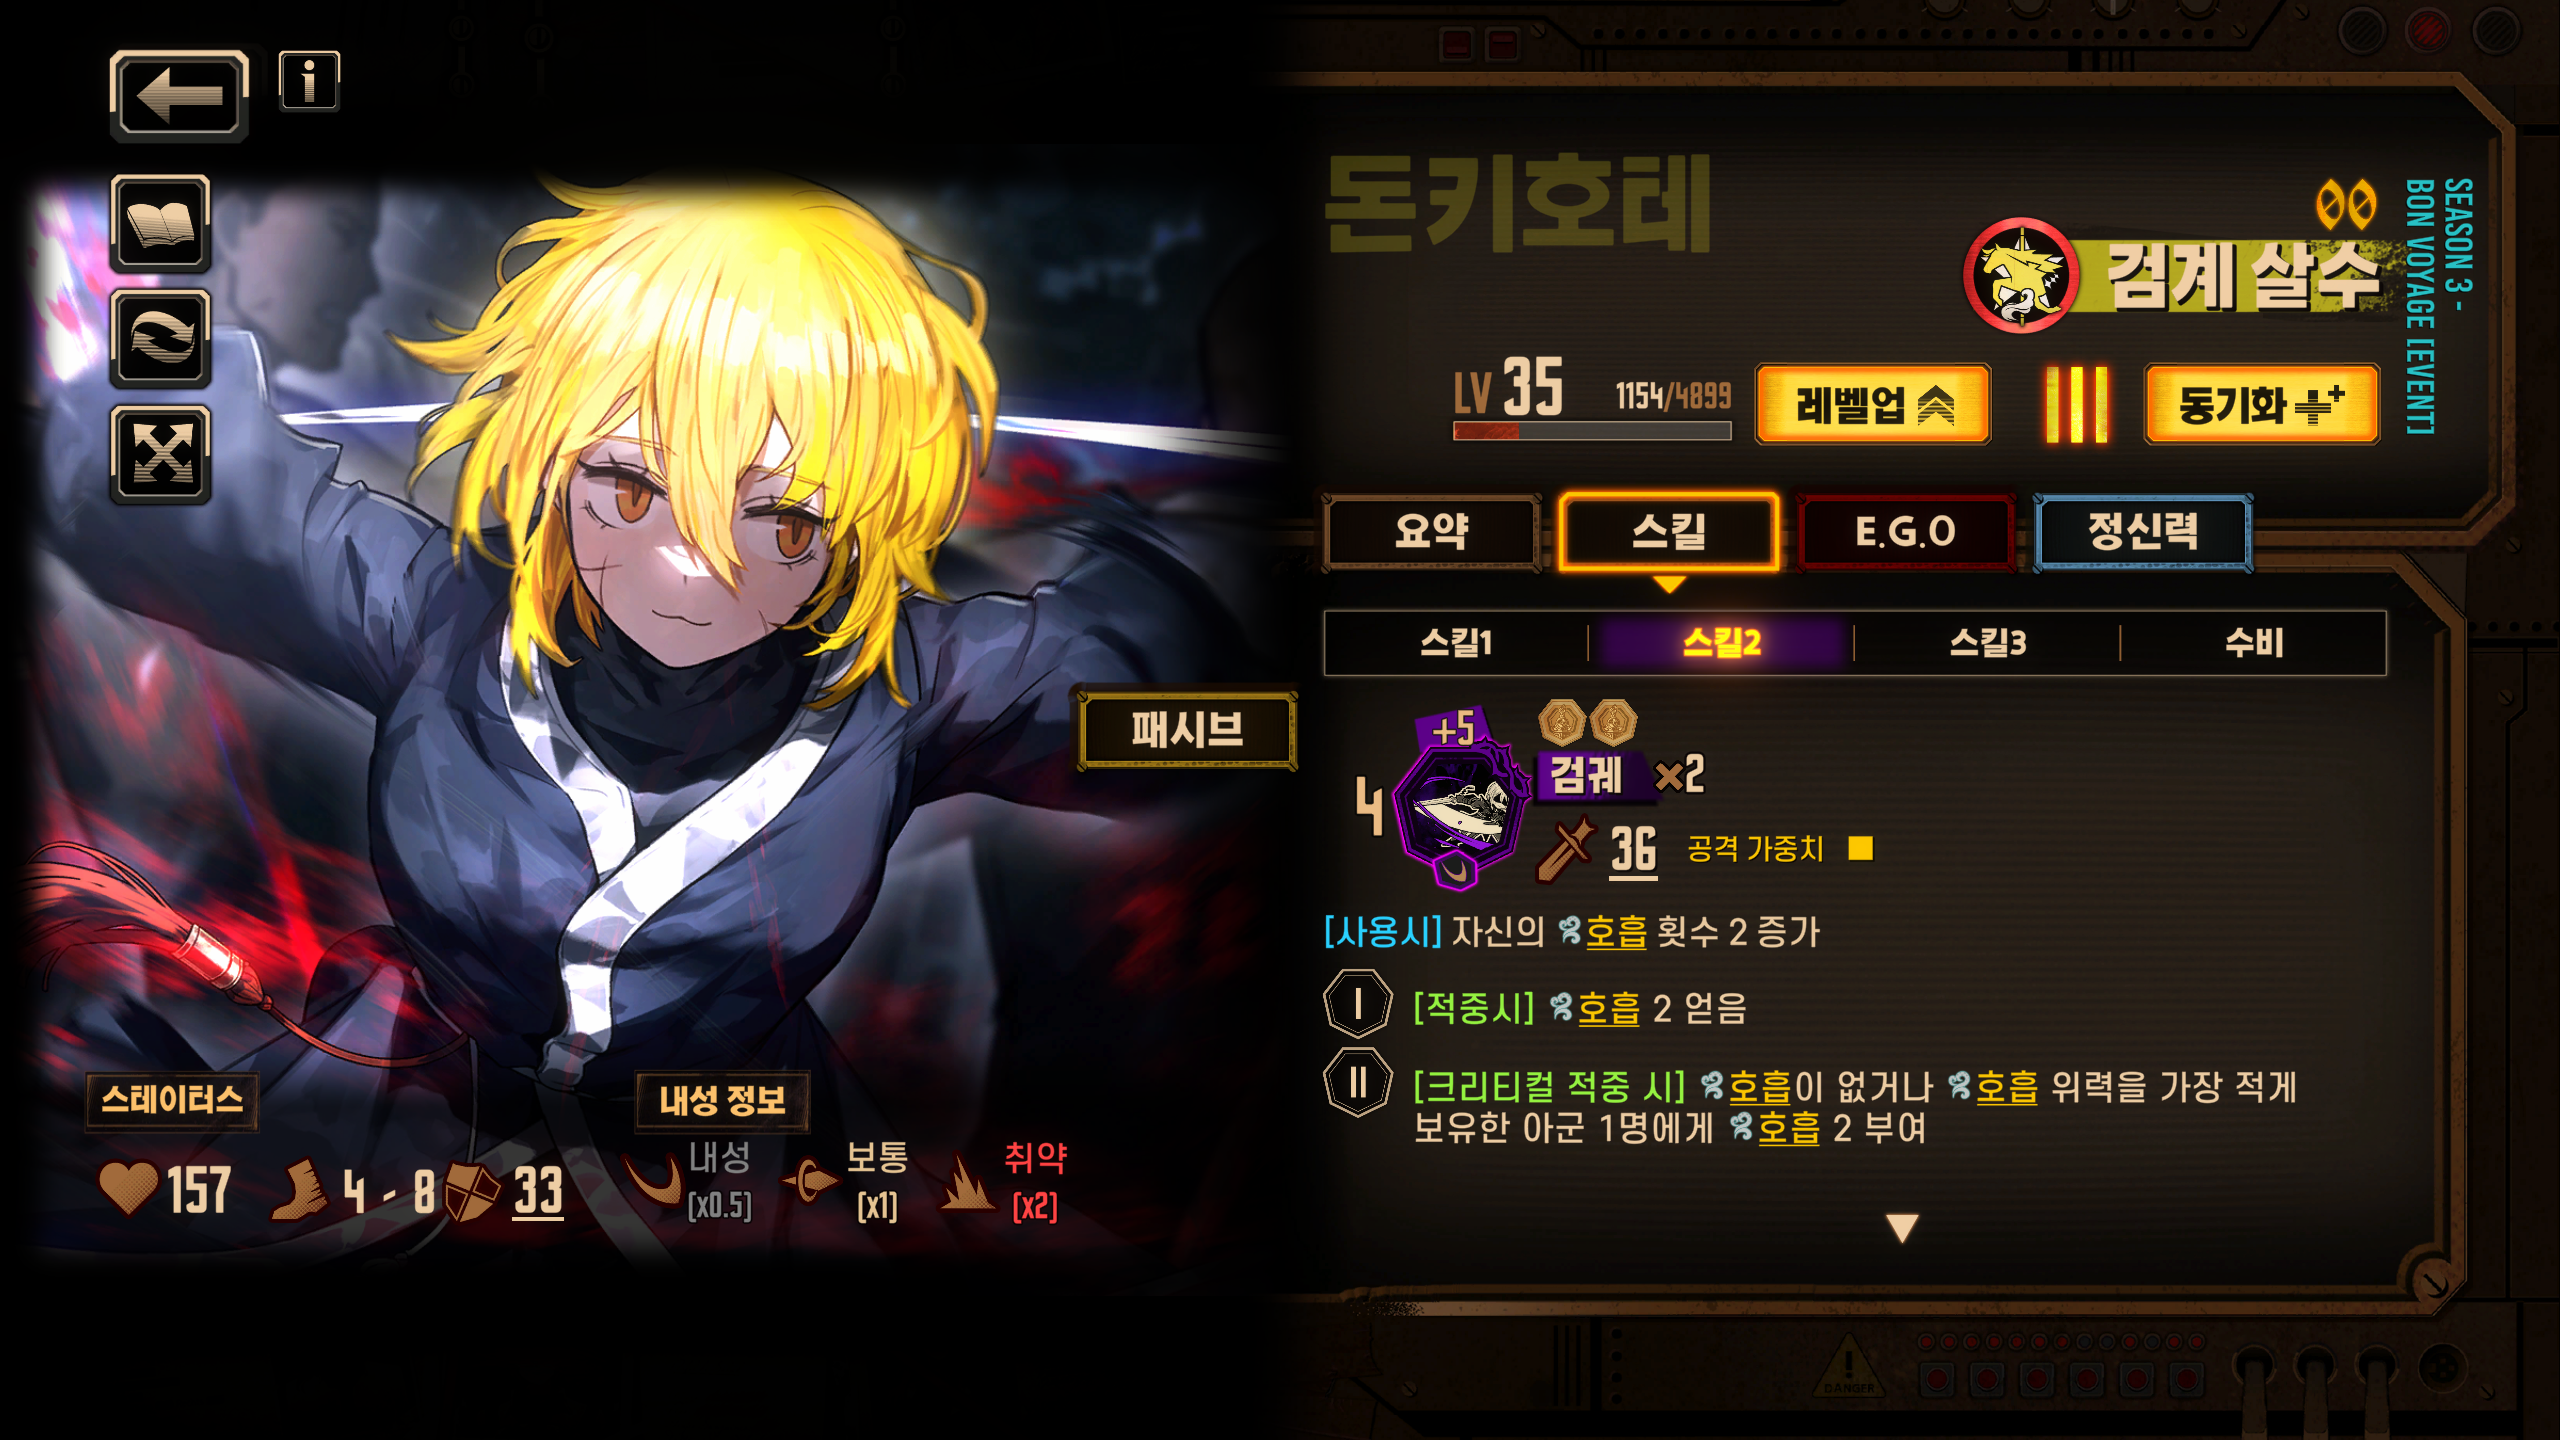 돈키호테
검계 살수
SEASON 3 -
BON VOYAGE [EVENT]
LV 35
1154/4899
레벨업
동기화
요약
스킬
E.G.O
정신력
스킬1
스킬2
스킬3
수비
패시브
+5
4
검궤 ×2
36
공격 가중치
[사용시] 자신의 호흡 횟수 2 증가
I
[적중시] 호흡 2 얻음
II
[크리티컬 적중 시] 호흡이 없거나 호흡 위력을 가장 적게
보유한 아군 1명에게 호흡 2 부여
스테이터스
157
4 - 8
33
내성 정보
내성
[x0.5]
보통
[x1]
취약
[x2]
DANGER